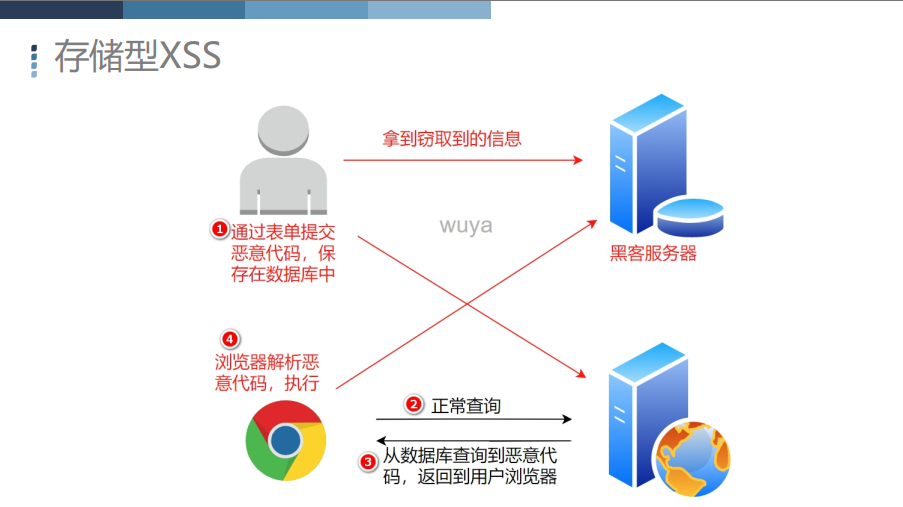 存储型XSS
拿到窃取到的信息
wuya
黑客服务器
1
通过表单提交
恶意代码，保
存在数据库中
4
浏览器解析恶
意代码，执行
2 正常查询
3
从数据库查询到恶意代
码，返回到用户浏览器